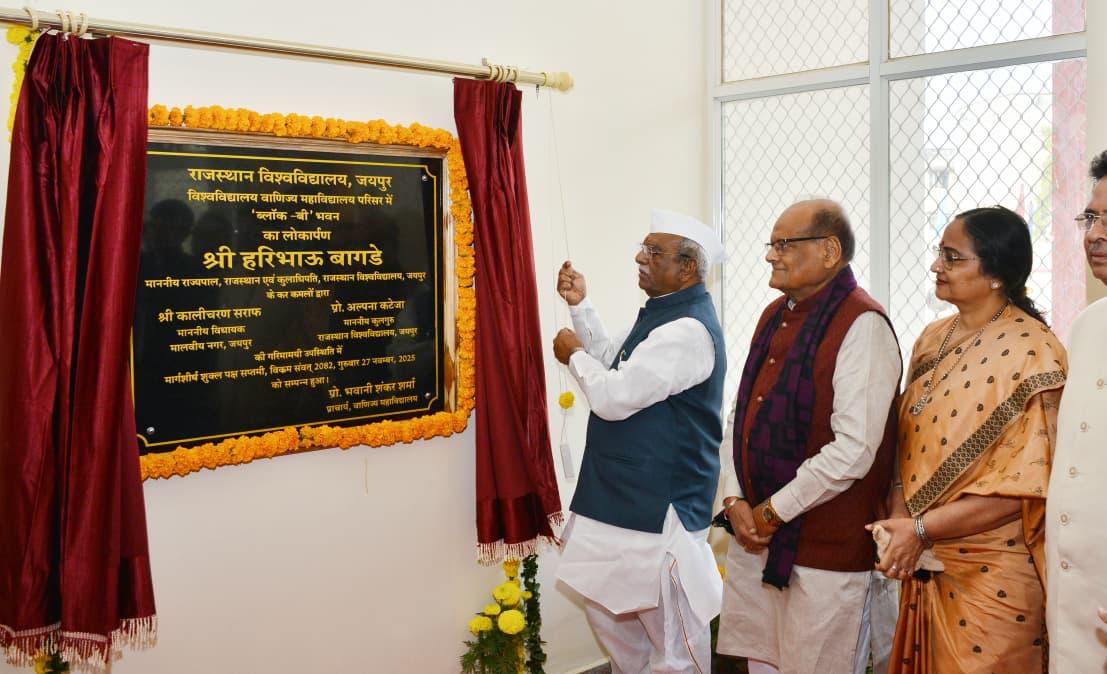 राजस्थान विश्वविद्यालय, जयपुर
विश्वविद्यालय वाणिज्य महाविद्यालय परिसर में
'ब्लॉक -बी' भवन
का लोकार्पण
श्री हरिभाऊ बागडे
माननीय राज्यपाल, राजस्थान एवं कुलाधिपति, राजस्थान विश्वविद्यालय, जयपुर
के कर कमलों द्वारा
श्री कालीचरण सराफ
माननीय विधायक
मालवीय नगर, जयपुर
प्रो. अल्पना कटेजा
माननीय कुलगुरु
राजस्थान विश्वविद्यालय, जयपुर
की गरिमामयी उपस्थिति में
मार्गशीर्ष शुक्ल पक्ष सप्तमी, विक्रम संवत् 2082, गुरुवार 27 नवम्बर, 2025
को सम्पन्न हुआ।
प्रो. भवानी शंकर शर्मा
प्राचार्य, वाणिज्य महाविद्यालय